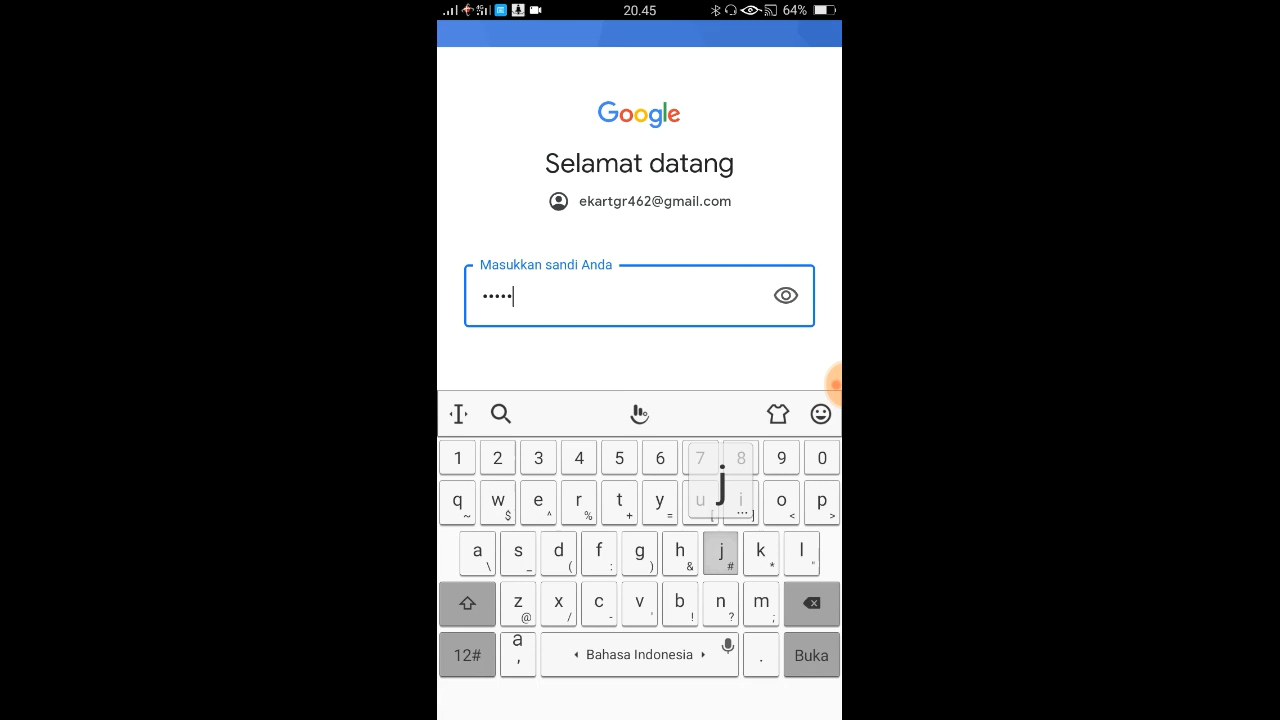 20.45 64%
Google
Selamat datang
ekartgr462@gmail.com
Masukkan sandi Anda
•••••
1 2 3 4 5 6 7 8 9 0
j
q w e r t y u i o p
~ $ ^ % + = [ ... ] < >
a s d f g h j k l
\ _ ( : ) & # * "
z x c v b n m
@ / - ' ! ? ;
12# a , Bahasa Indonesia . Buka